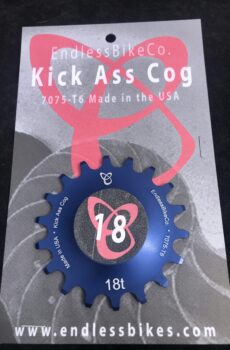 EndlessBikeCo.
Kick Ass Cog
7075-T6 Made in the USA
Made in USA • Kick Ass Cog
EndlessBikeCo. • 7075-T6
18
18t
www.endlessbikes.com